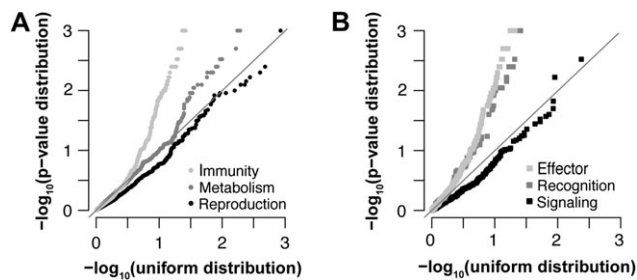 A
−log10(p-value distribution)
3
2
1
0
Immunity
Metabolism
Reproduction
0 1 2 3
−log10(uniform distribution)
B
−log10(p-value distribution)
3
2
1
0
Effector
Recognition
Signaling
0 1 2 3
−log10(uniform distribution)